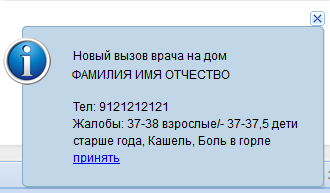 Новый вызов врача на дом
ФАМИЛИЯ ИМЯ ОТЧЕСТВО
Тел: 9121212121
Жалобы: 37-38 взрослые/- 37-37,5 дети
старше года, Кашель, Боль в горле
принять